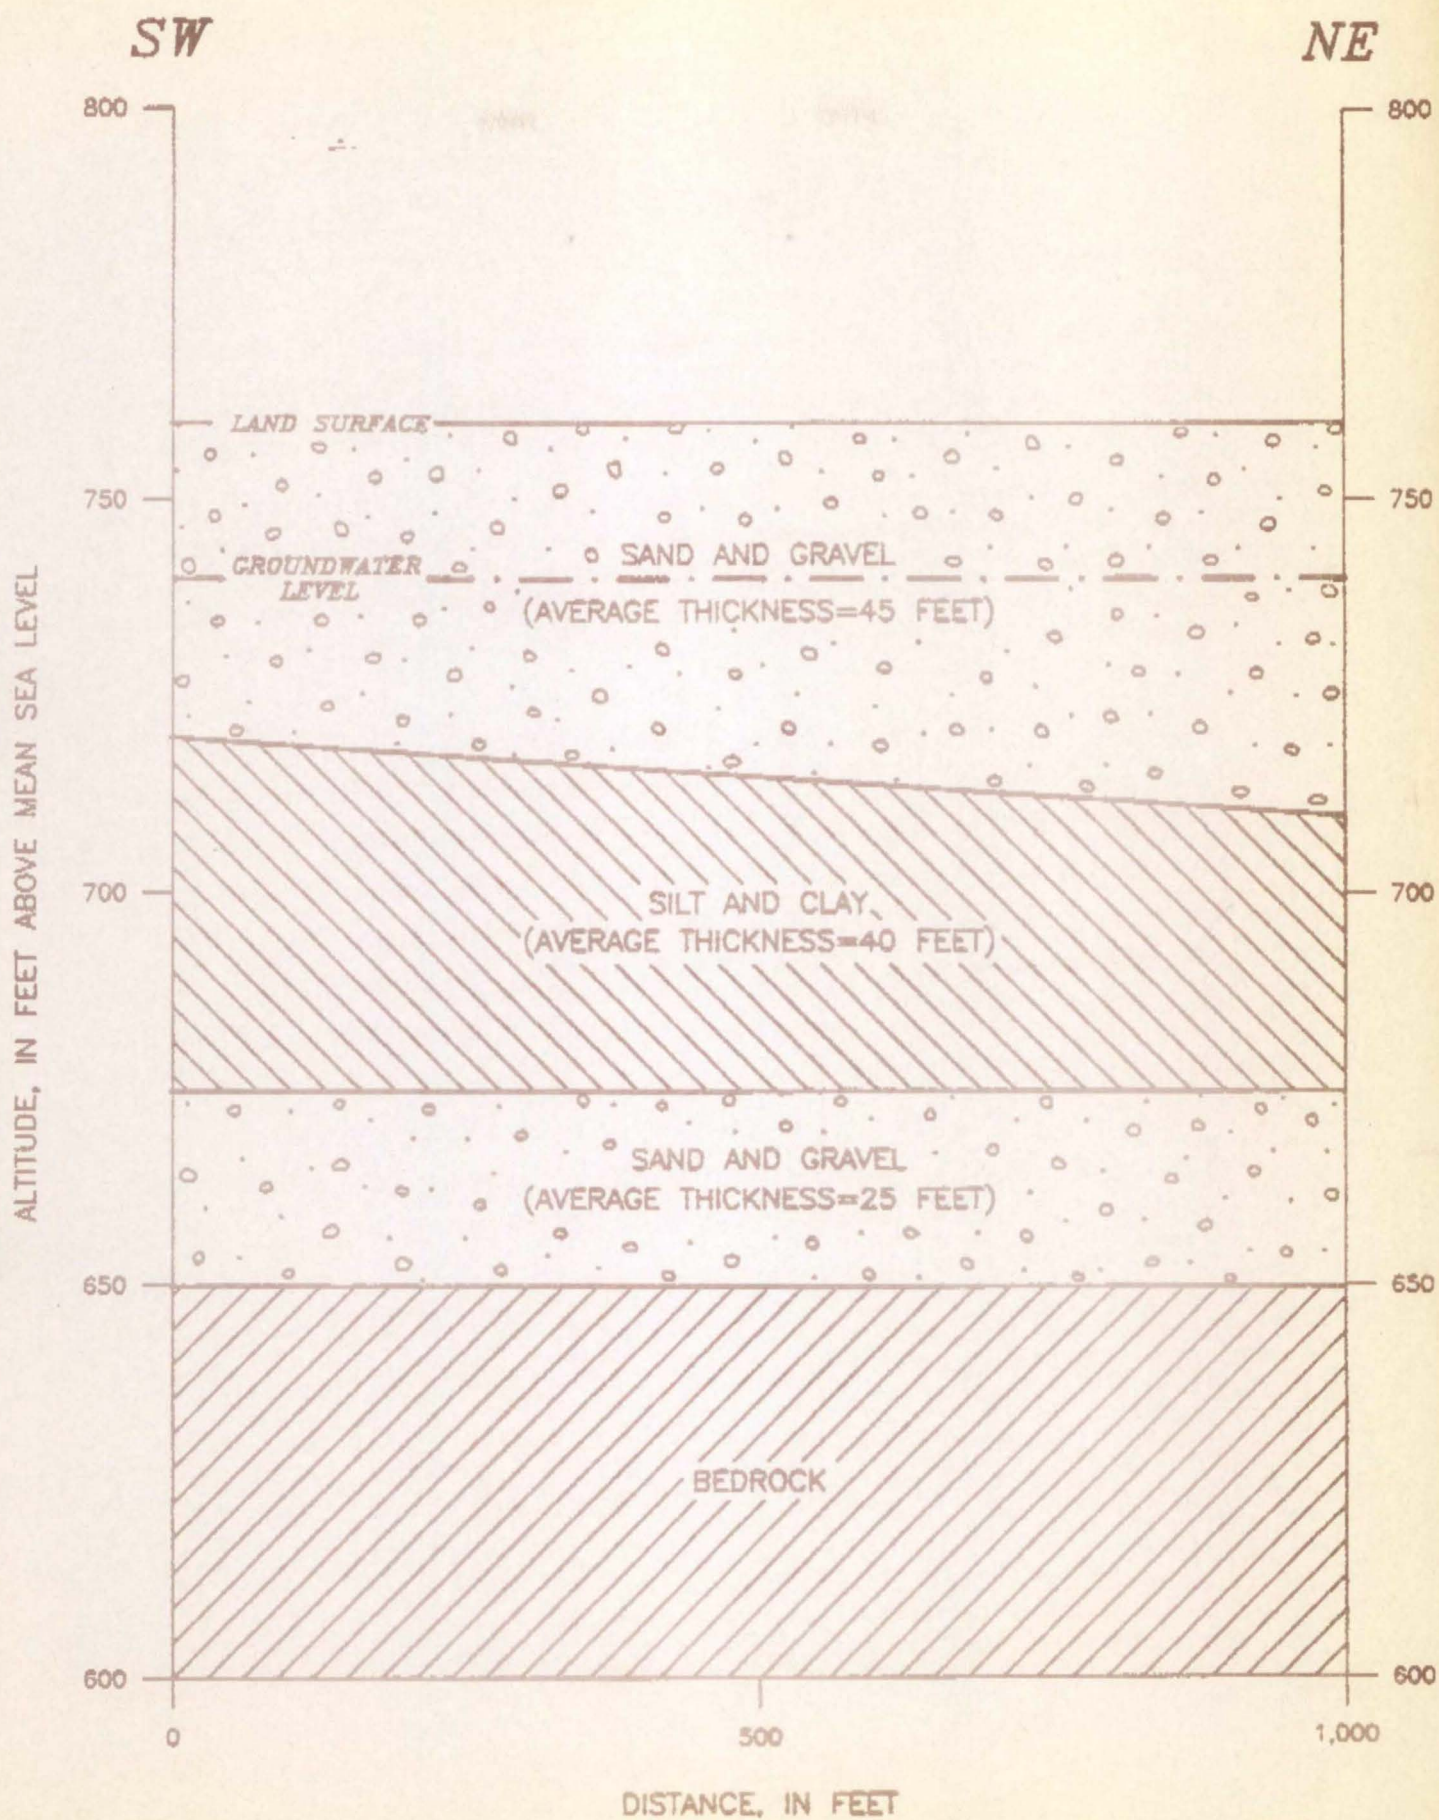 SW
NE
800
800
LAND SURFACE
750
750
SAND AND GRAVEL
GROUNDWATER
LEVEL
(AVERAGE THICKNESS=45 FEET)
ALTITUDE, IN FEET ABOVE MEAN SEA LEVEL
700
700
SILT AND CLAY
(AVERAGE THICKNESS=40 FEET)
SAND AND GRAVEL
(AVERAGE THICKNESS=25 FEET)
650
650
BEDROCK
600
600
0
500
1,000
DISTANCE, IN FEET